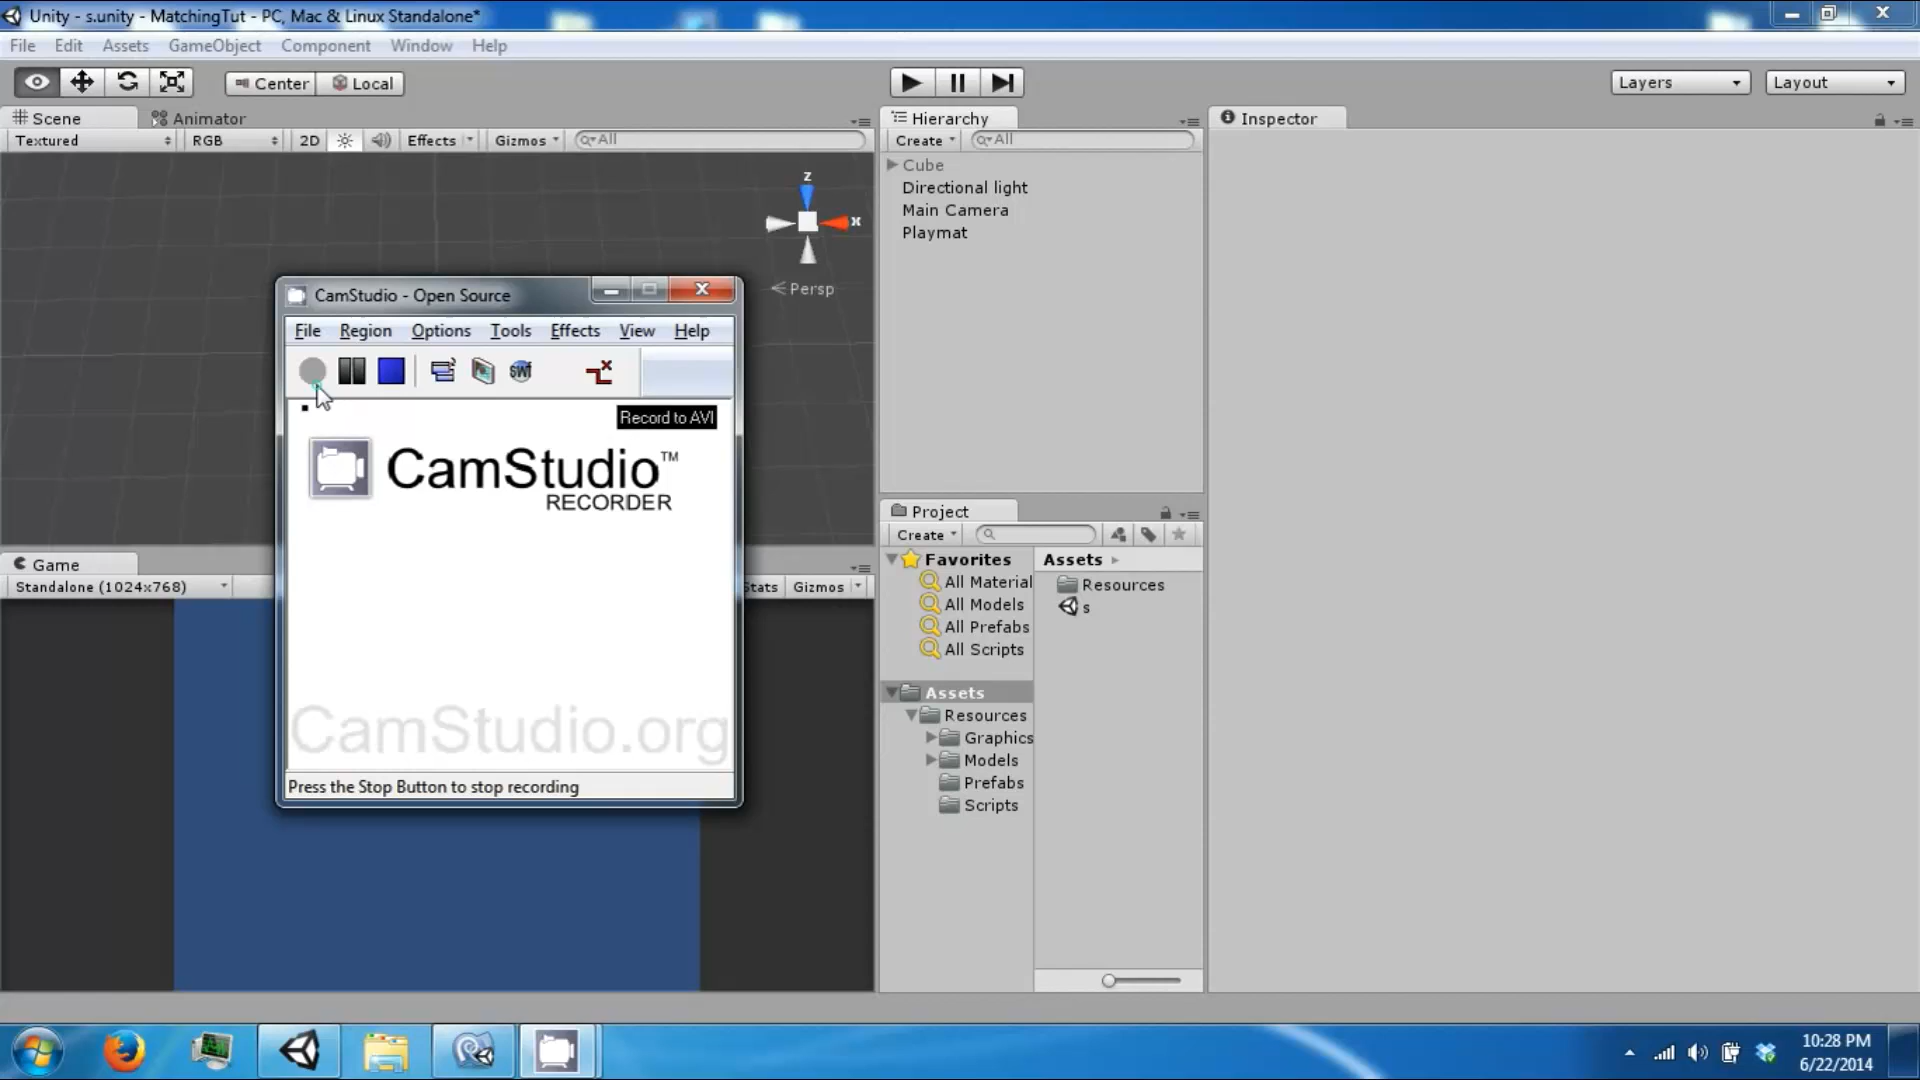 Unity - s.unity - MatchingTut - PC, Mac & Linux Standalone*
File Edit Assets GameObject Component Window Help
Center Local
Layers Layout
Scene Animator
Hierarchy
Inspector
Textured RGB 2D Effects Gizmos All
Create All
Cube
Directional light
Main Camera
Playmat
z
x
Persp
CamStudio - Open Source
File Region Options Tools Effects View Help
SWF
Record to AVI
CamStudio™
RECORDER
CamStudio.org
Press the Stop Button to stop recording
Game
Standalone (1024x768) Stats Gizmos
Project
Create
Favorites
All Material
All Models
All Prefabs
All Scripts
Assets
Resources
Graphics
Models
Prefabs
Scripts
Assets
Resources
s
10:28 PM
6/22/2014